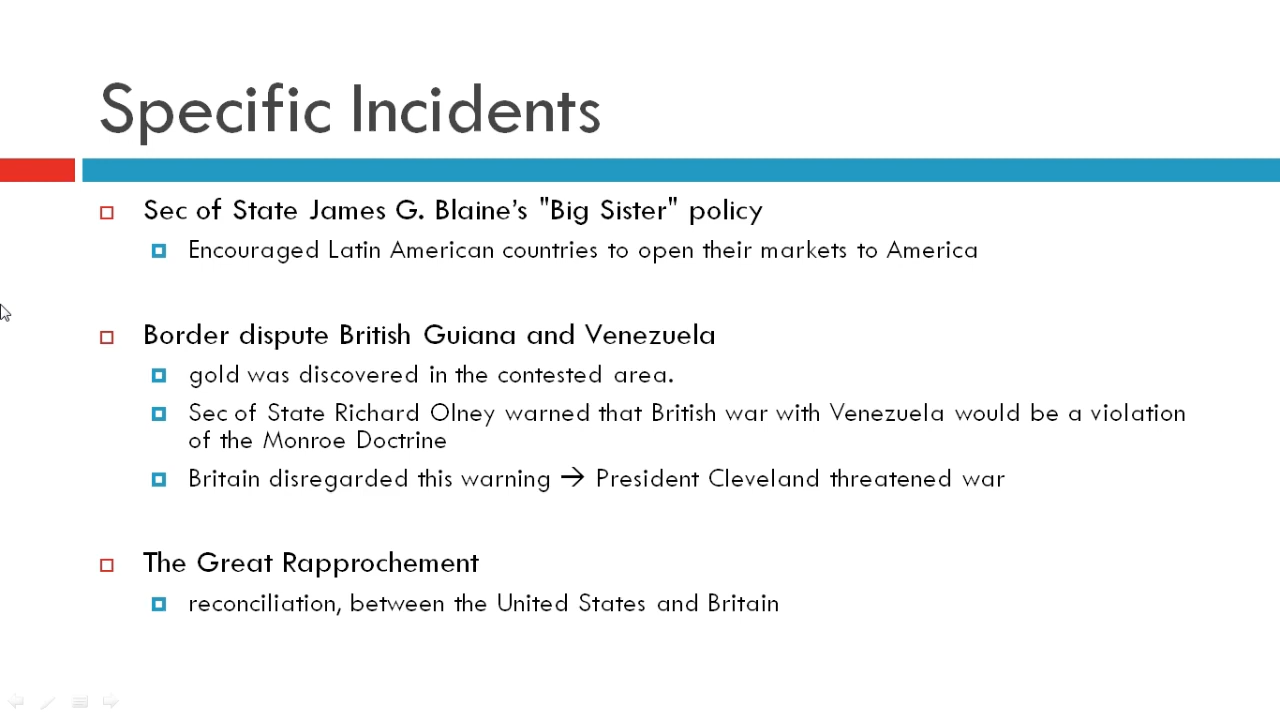 Specific Incidents
Sec of State James G. Blaine’s "Big Sister" policy
Encouraged Latin American countries to open their markets to America
Border dispute British Guiana and Venezuela
gold was discovered in the contested area.
Sec of State Richard Olney warned that British war with Venezuela would be a violation
of the Monroe Doctrine
Britain disregarded this warning → President Cleveland threatened war
The Great Rapprochement
reconciliation, between the United States and Britain